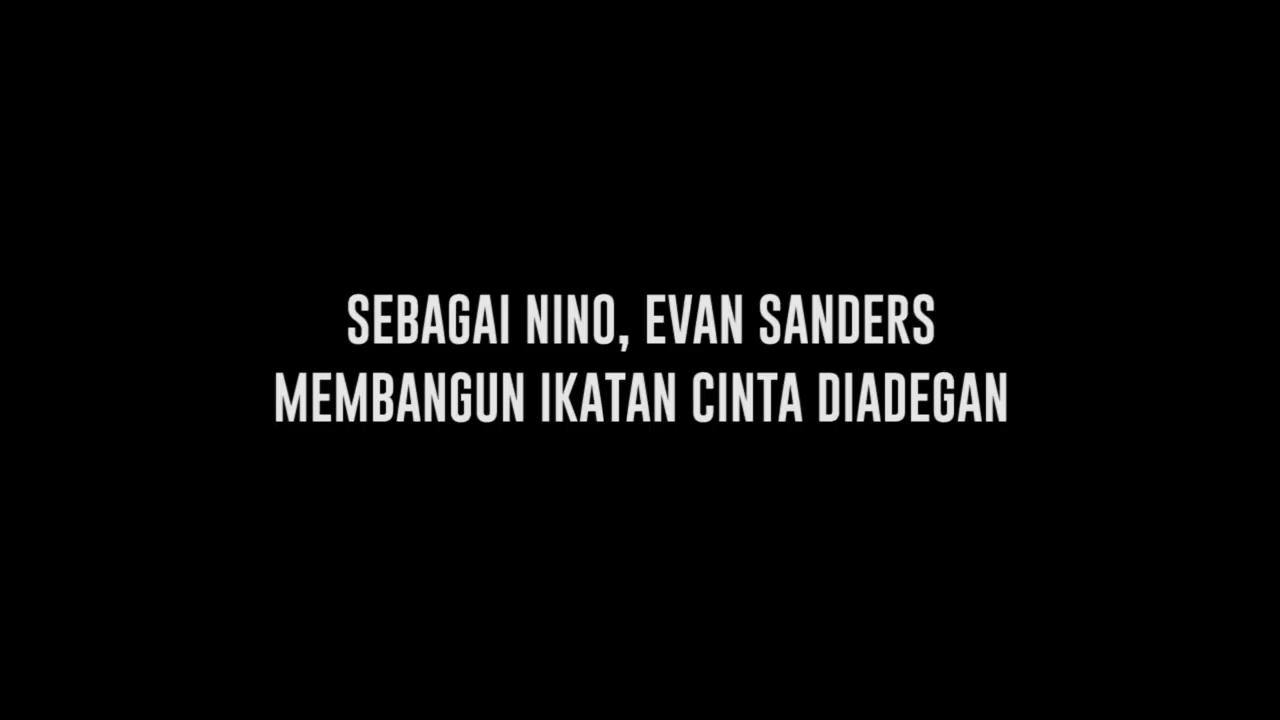 SEBAGAI NINO, EVAN SANDERS
MEMBANGUN IKATAN CINTA DIADEGAN